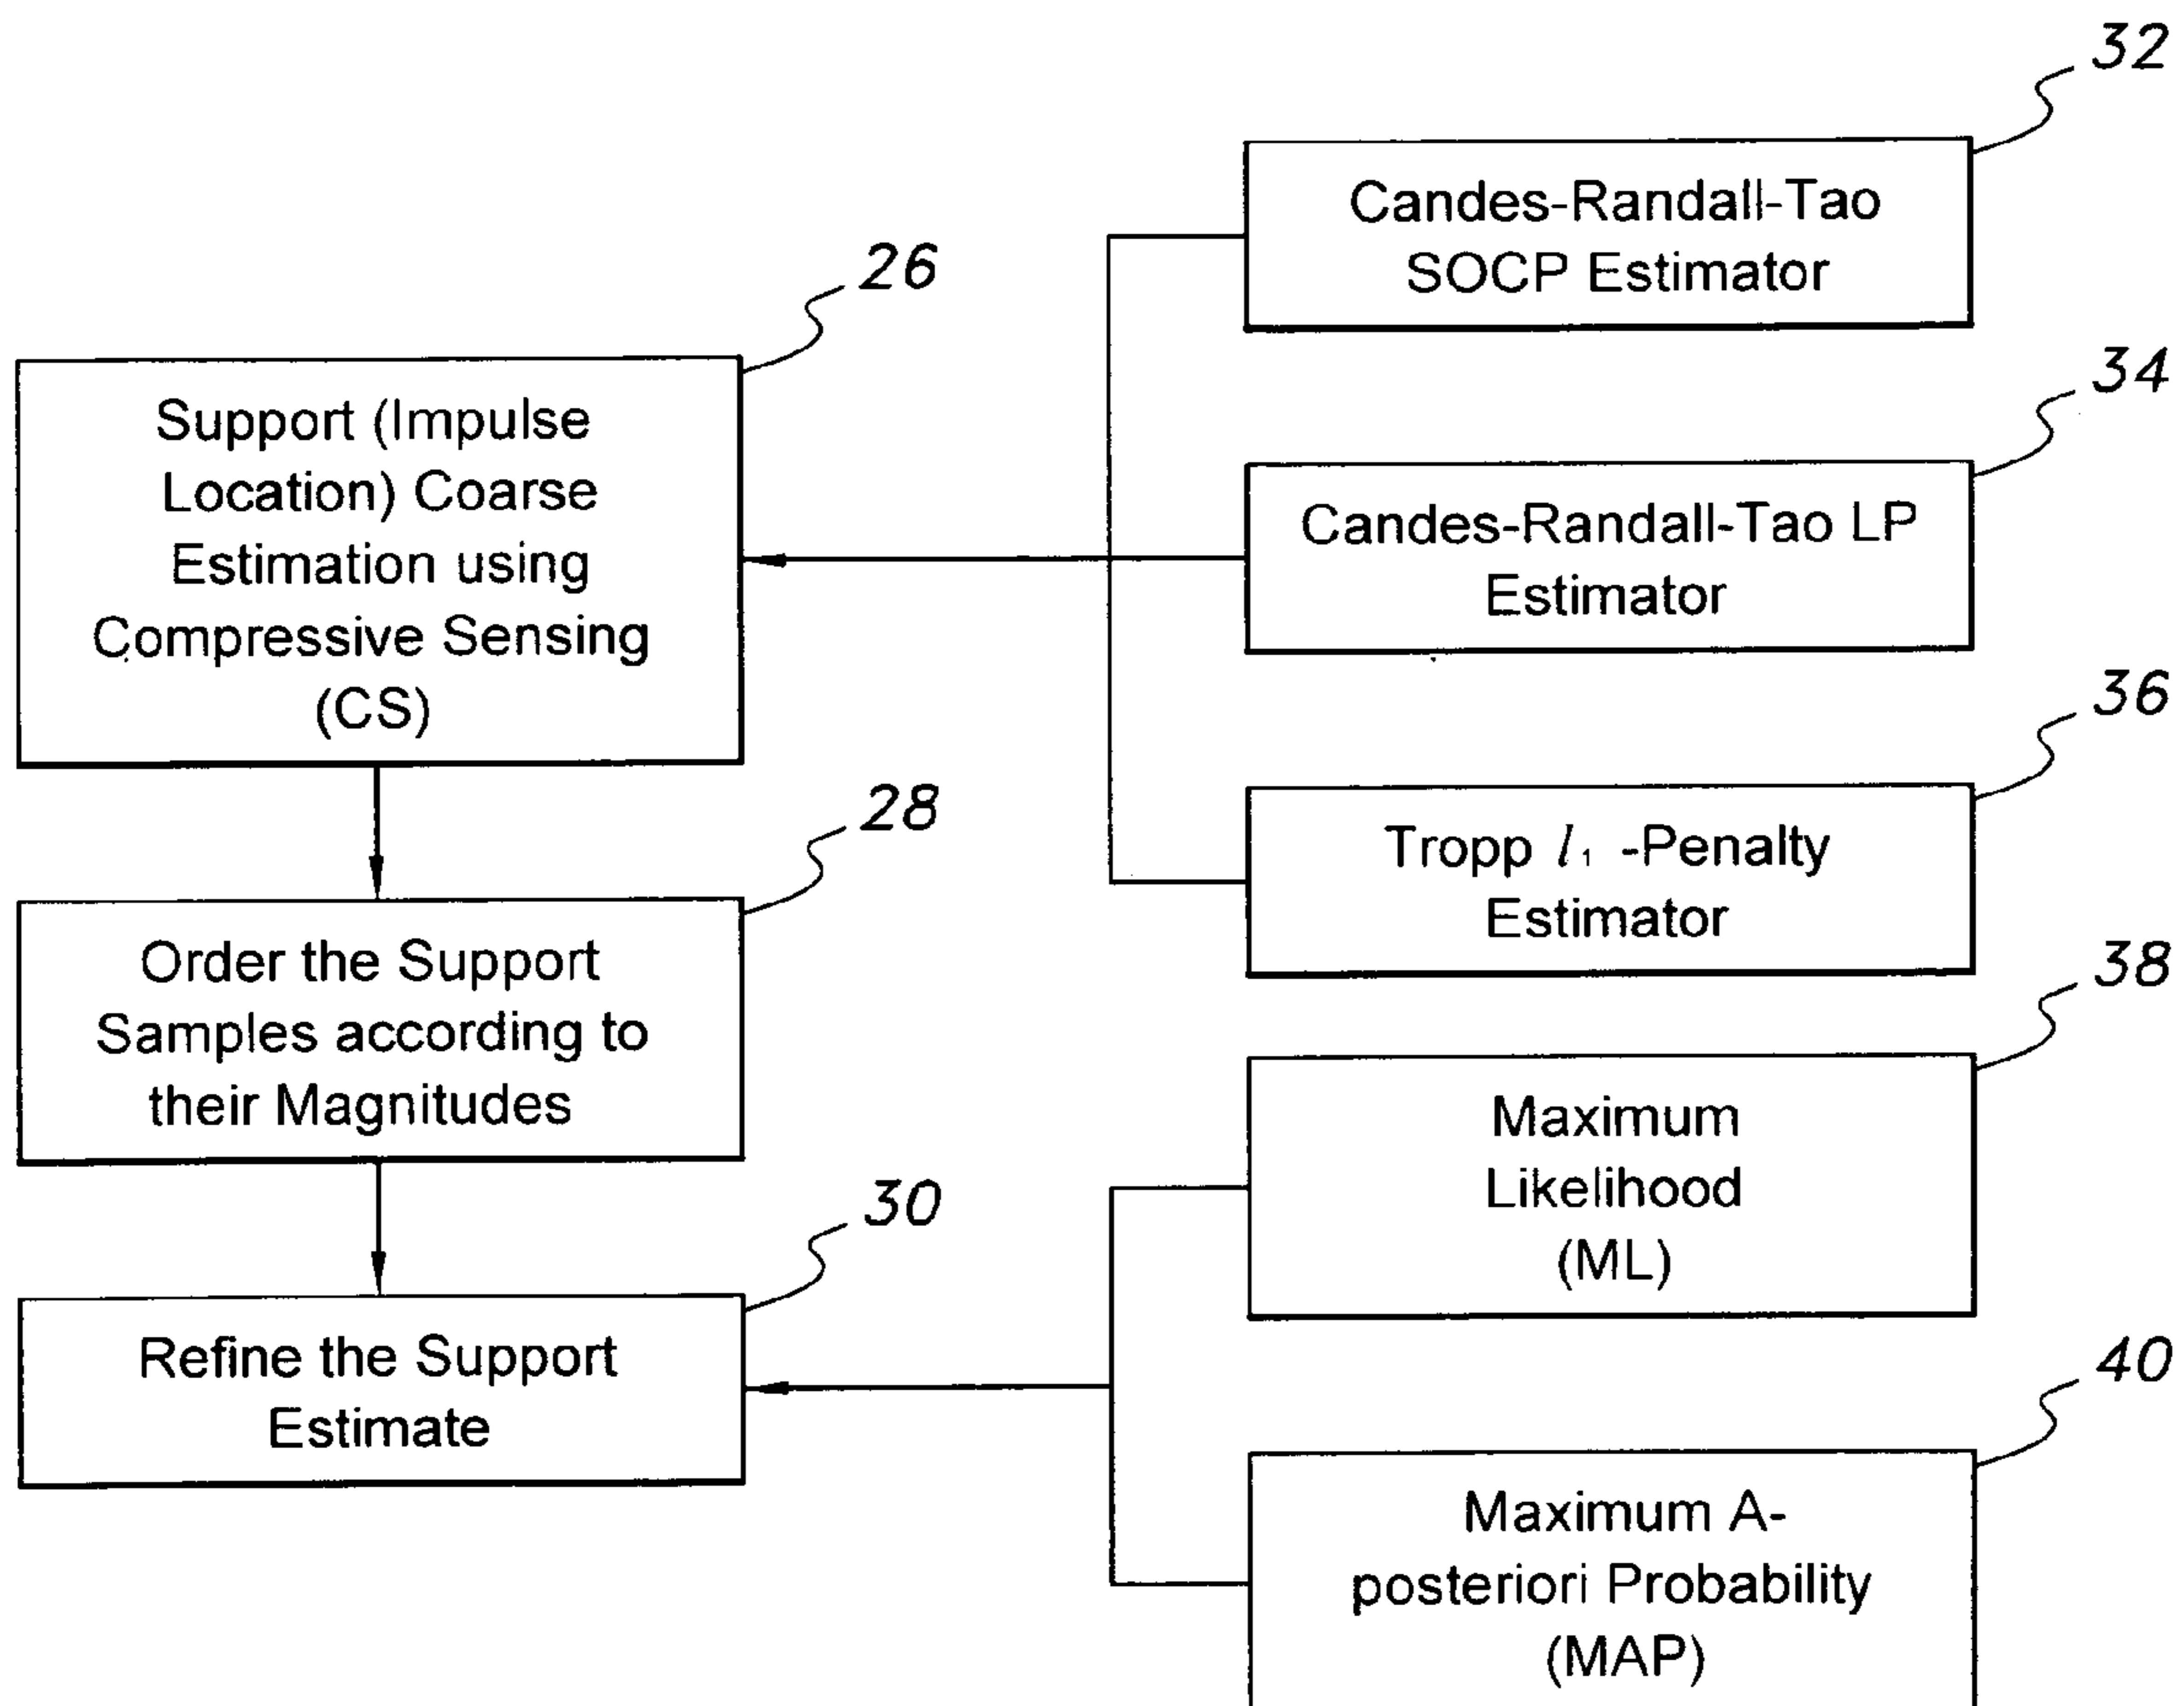 32
Candes-Randall-Tao
SOCP Estimator
26
Support (Impulse
Location) Coarse
Estimation using
Compressive Sensing
(CS)
34
Candes-Randall-Tao LP
Estimator
36
Tropp l₁ -Penalty
Estimator
28
Order the Support
Samples according to
their Magnitudes
38
Maximum
Likelihood
(ML)
30
Refine the Support
Estimate
40
Maximum A-
posteriori Probability
(MAP)